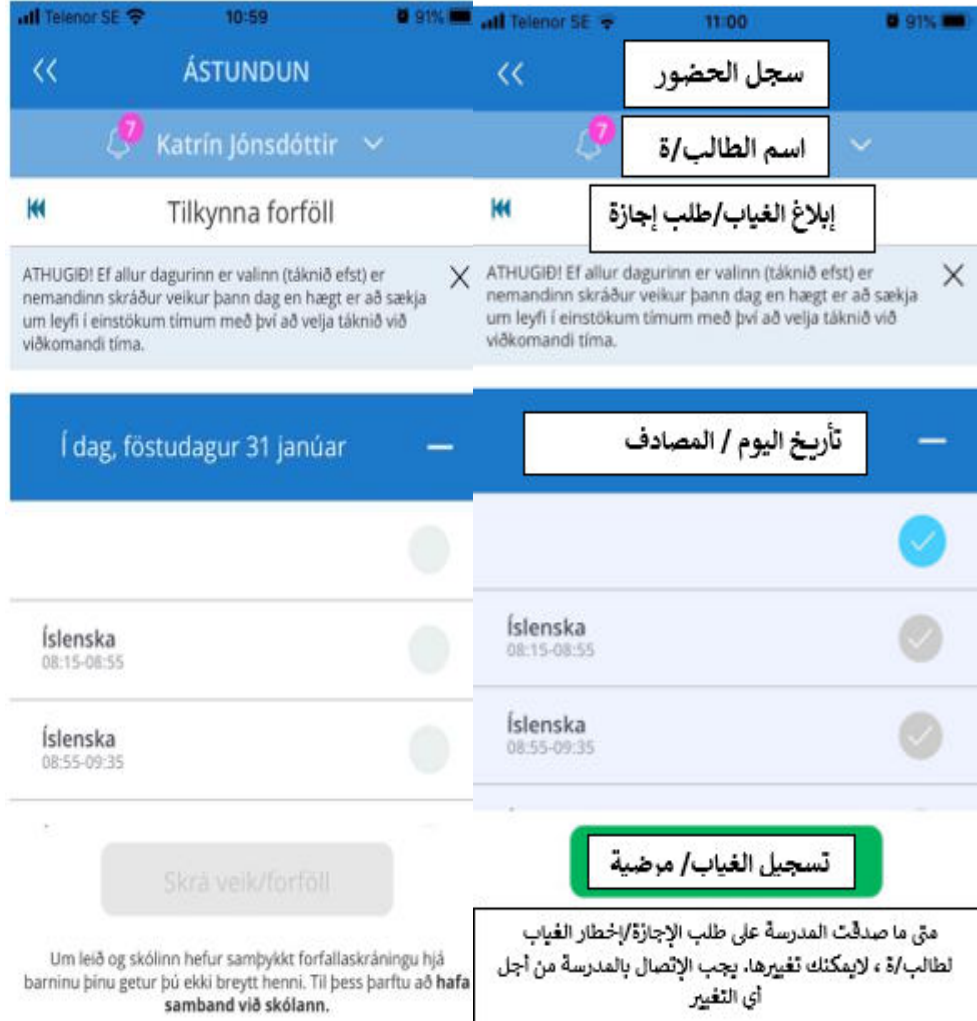 Telenor SE 10:59 91%
ÁSTUNDUN
7 Katrín Jónsdóttir
Tilkynna forföll
ATHUGIÐ! Ef allur dagurinn er valinn (táknið efst) er
nemandinn skráður veikur þann dag en hægt er að sækja
um leyfi í einstökum tímum með því að velja táknið við
viðkomandi tíma.
Í dag, föstudagur 31 janúar
Íslenska
08:15-08:55
Íslenska
08:55-09:35
Skrá veik/forföll
Um leið og skólinn hefur samþykkt forfallaskráningu hjá
barninu þínu getur þú ekki breytt henni. Til þess þarftu að hafa
samband við skólann.
Telenor SE 11:00 91%
سجل الحضور
7 اسم الطالب/ة
إبلاغ الغياب/طلب إجازة
ATHUGIÐ! Ef allur dagurinn er valinn (táknið efst) er
nemandinn skráður veikur þann dag en hægt er að sækja
um leyfi í einstökum tímum með því að velja táknið við
viðkomandi tíma.
تأريخ اليوم / المصادف
Íslenska
08:15-08:55
Íslenska
08:55-09:35
تسجيل الغياب/ مرضية
متى ما صدقت المدرسة على طلب الإجازة/إخطار الغياب
لطالب/ة ، لايمكنك تغييرها. يجب الإتصال بالمدرسة من أجل
أي التغيير